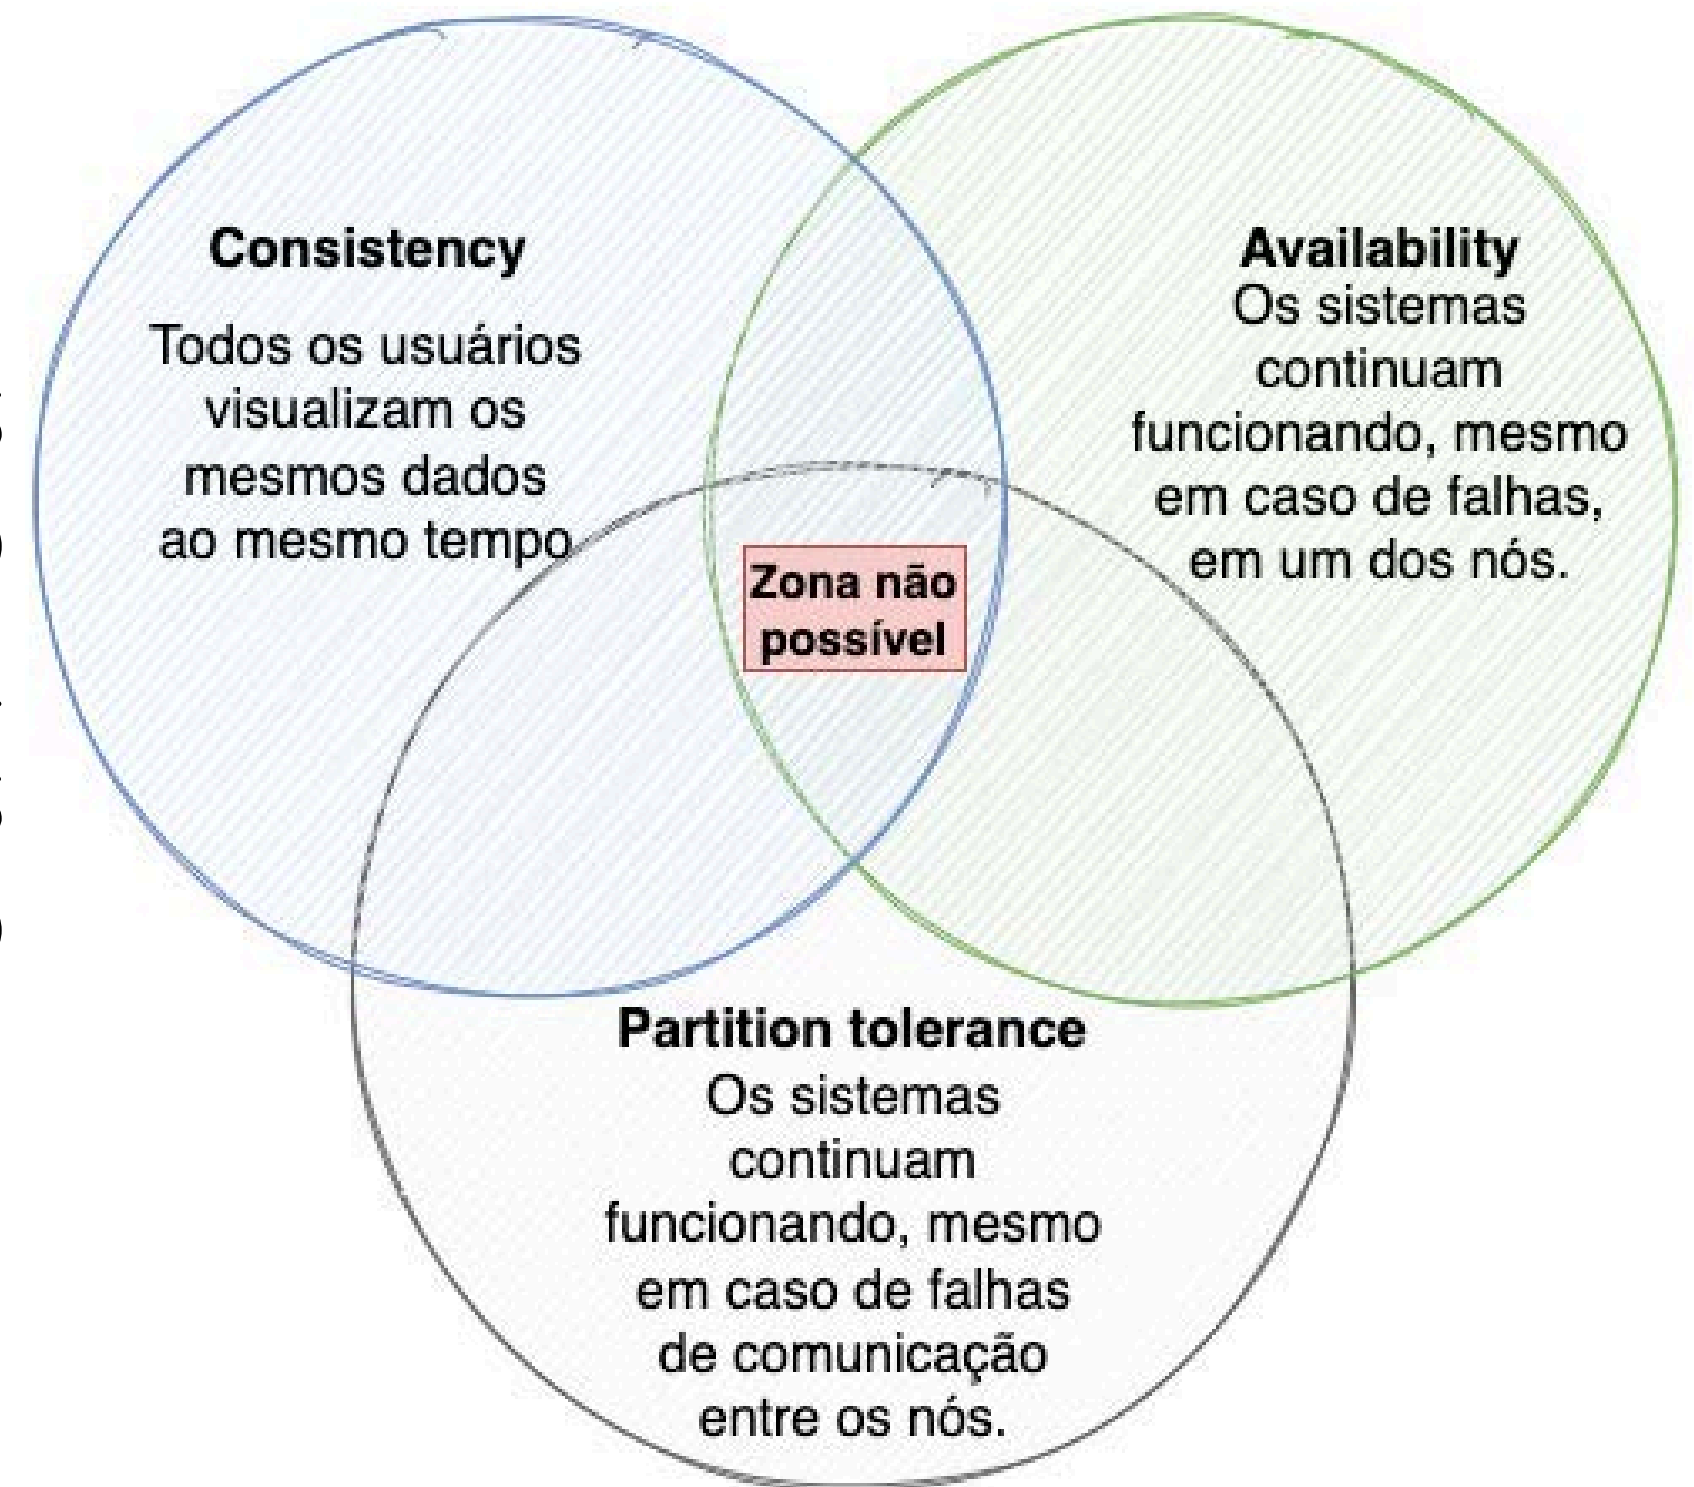 Consistency
Todos os usuários
visualizam os
mesmos dados
ao mesmo tempo
Availability
Os sistemas
continuam
funcionando, mesmo
em caso de falhas,
em um dos nós.
Zona não
possível
Partition tolerance
Os sistemas
continuam
funcionando, mesmo
em caso de falhas
de comunicação
entre os nós.